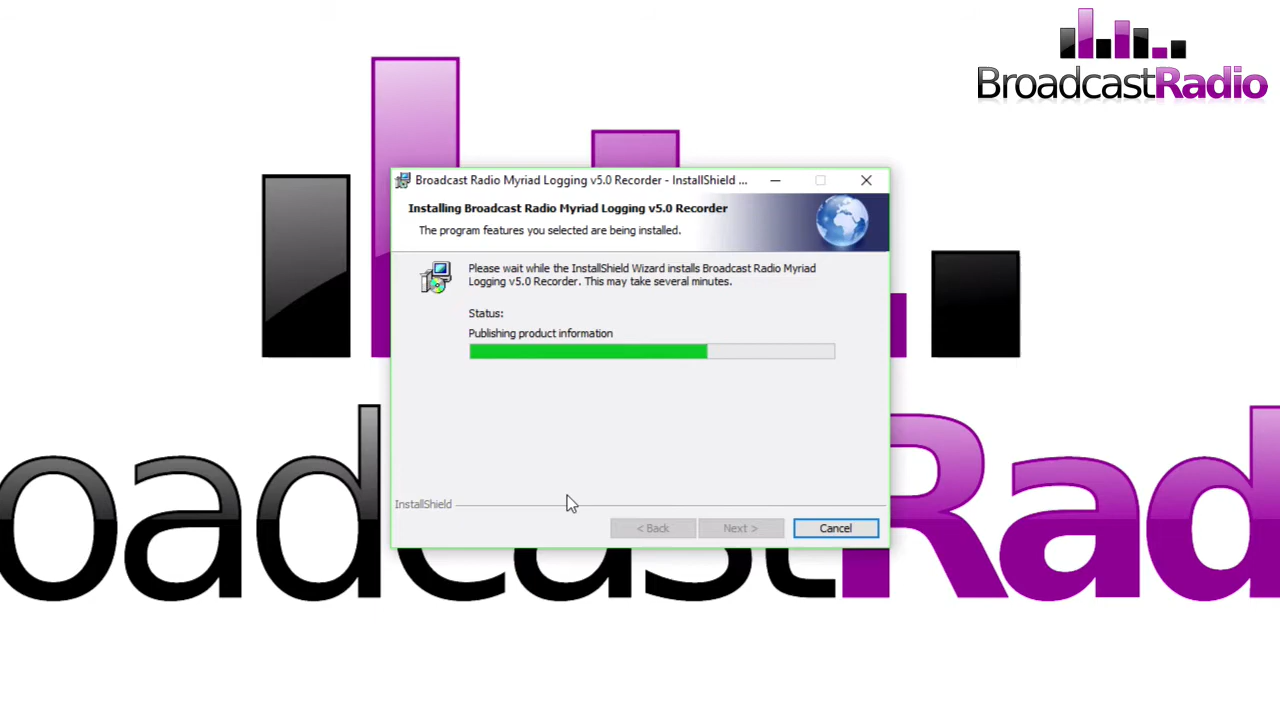 BroadcastRadio
Broadcast Radio Myriad Logging v5.0 Recorder - InstallShield ...
Installing Broadcast Radio Myriad Logging v5.0 Recorder
The program features you selected are being installed.
Please wait while the InstallShield Wizard installs Broadcast Radio Myriad
Logging v5.0 Recorder. This may take several minutes.
Status:
Publishing product information
InstallShield
< Back Next > Cancel
oadcastRad